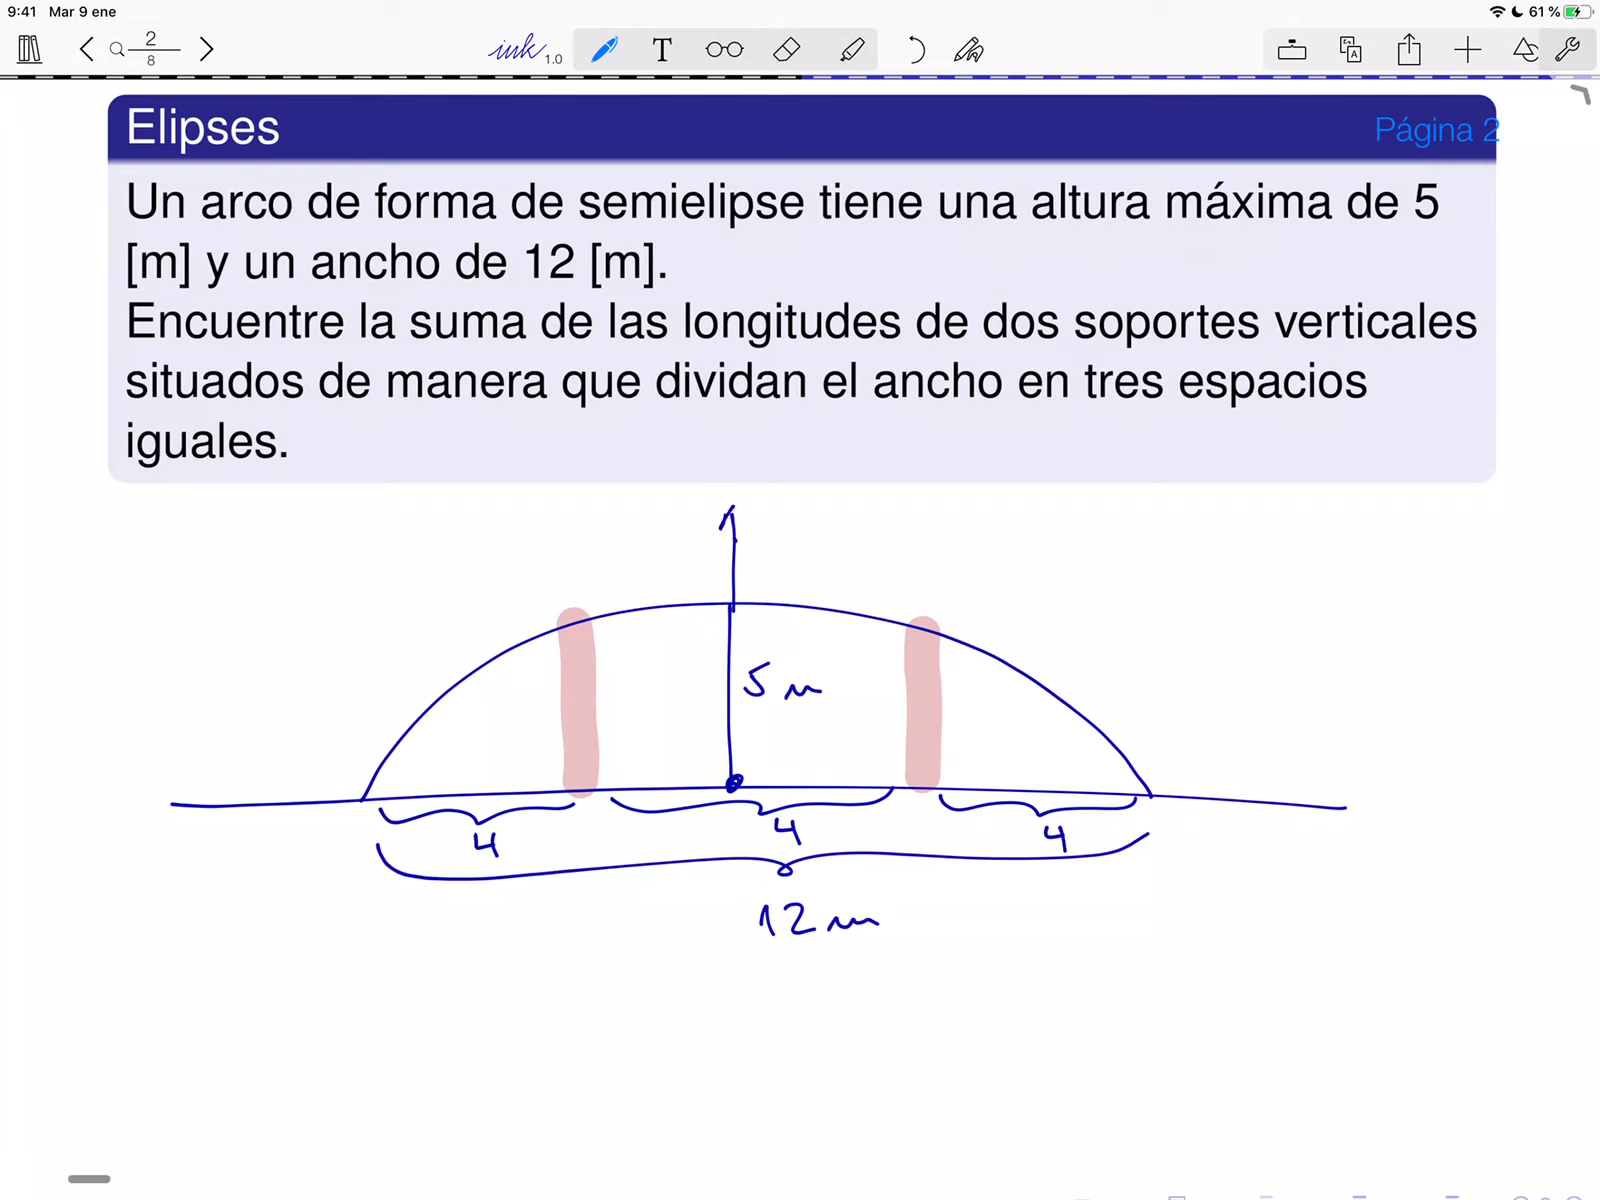 9:41 Mar 9 ene
61 %
2
8
ink 1.0
T
Elipses
Página 2
Un arco de forma de semielipse tiene una altura máxima de 5
[m] y un ancho de 12 [m].
Encuentre la suma de las longitudes de dos soportes verticales
situados de manera que dividan el ancho en tres espacios
iguales.
5 m
4 4 4
12 m